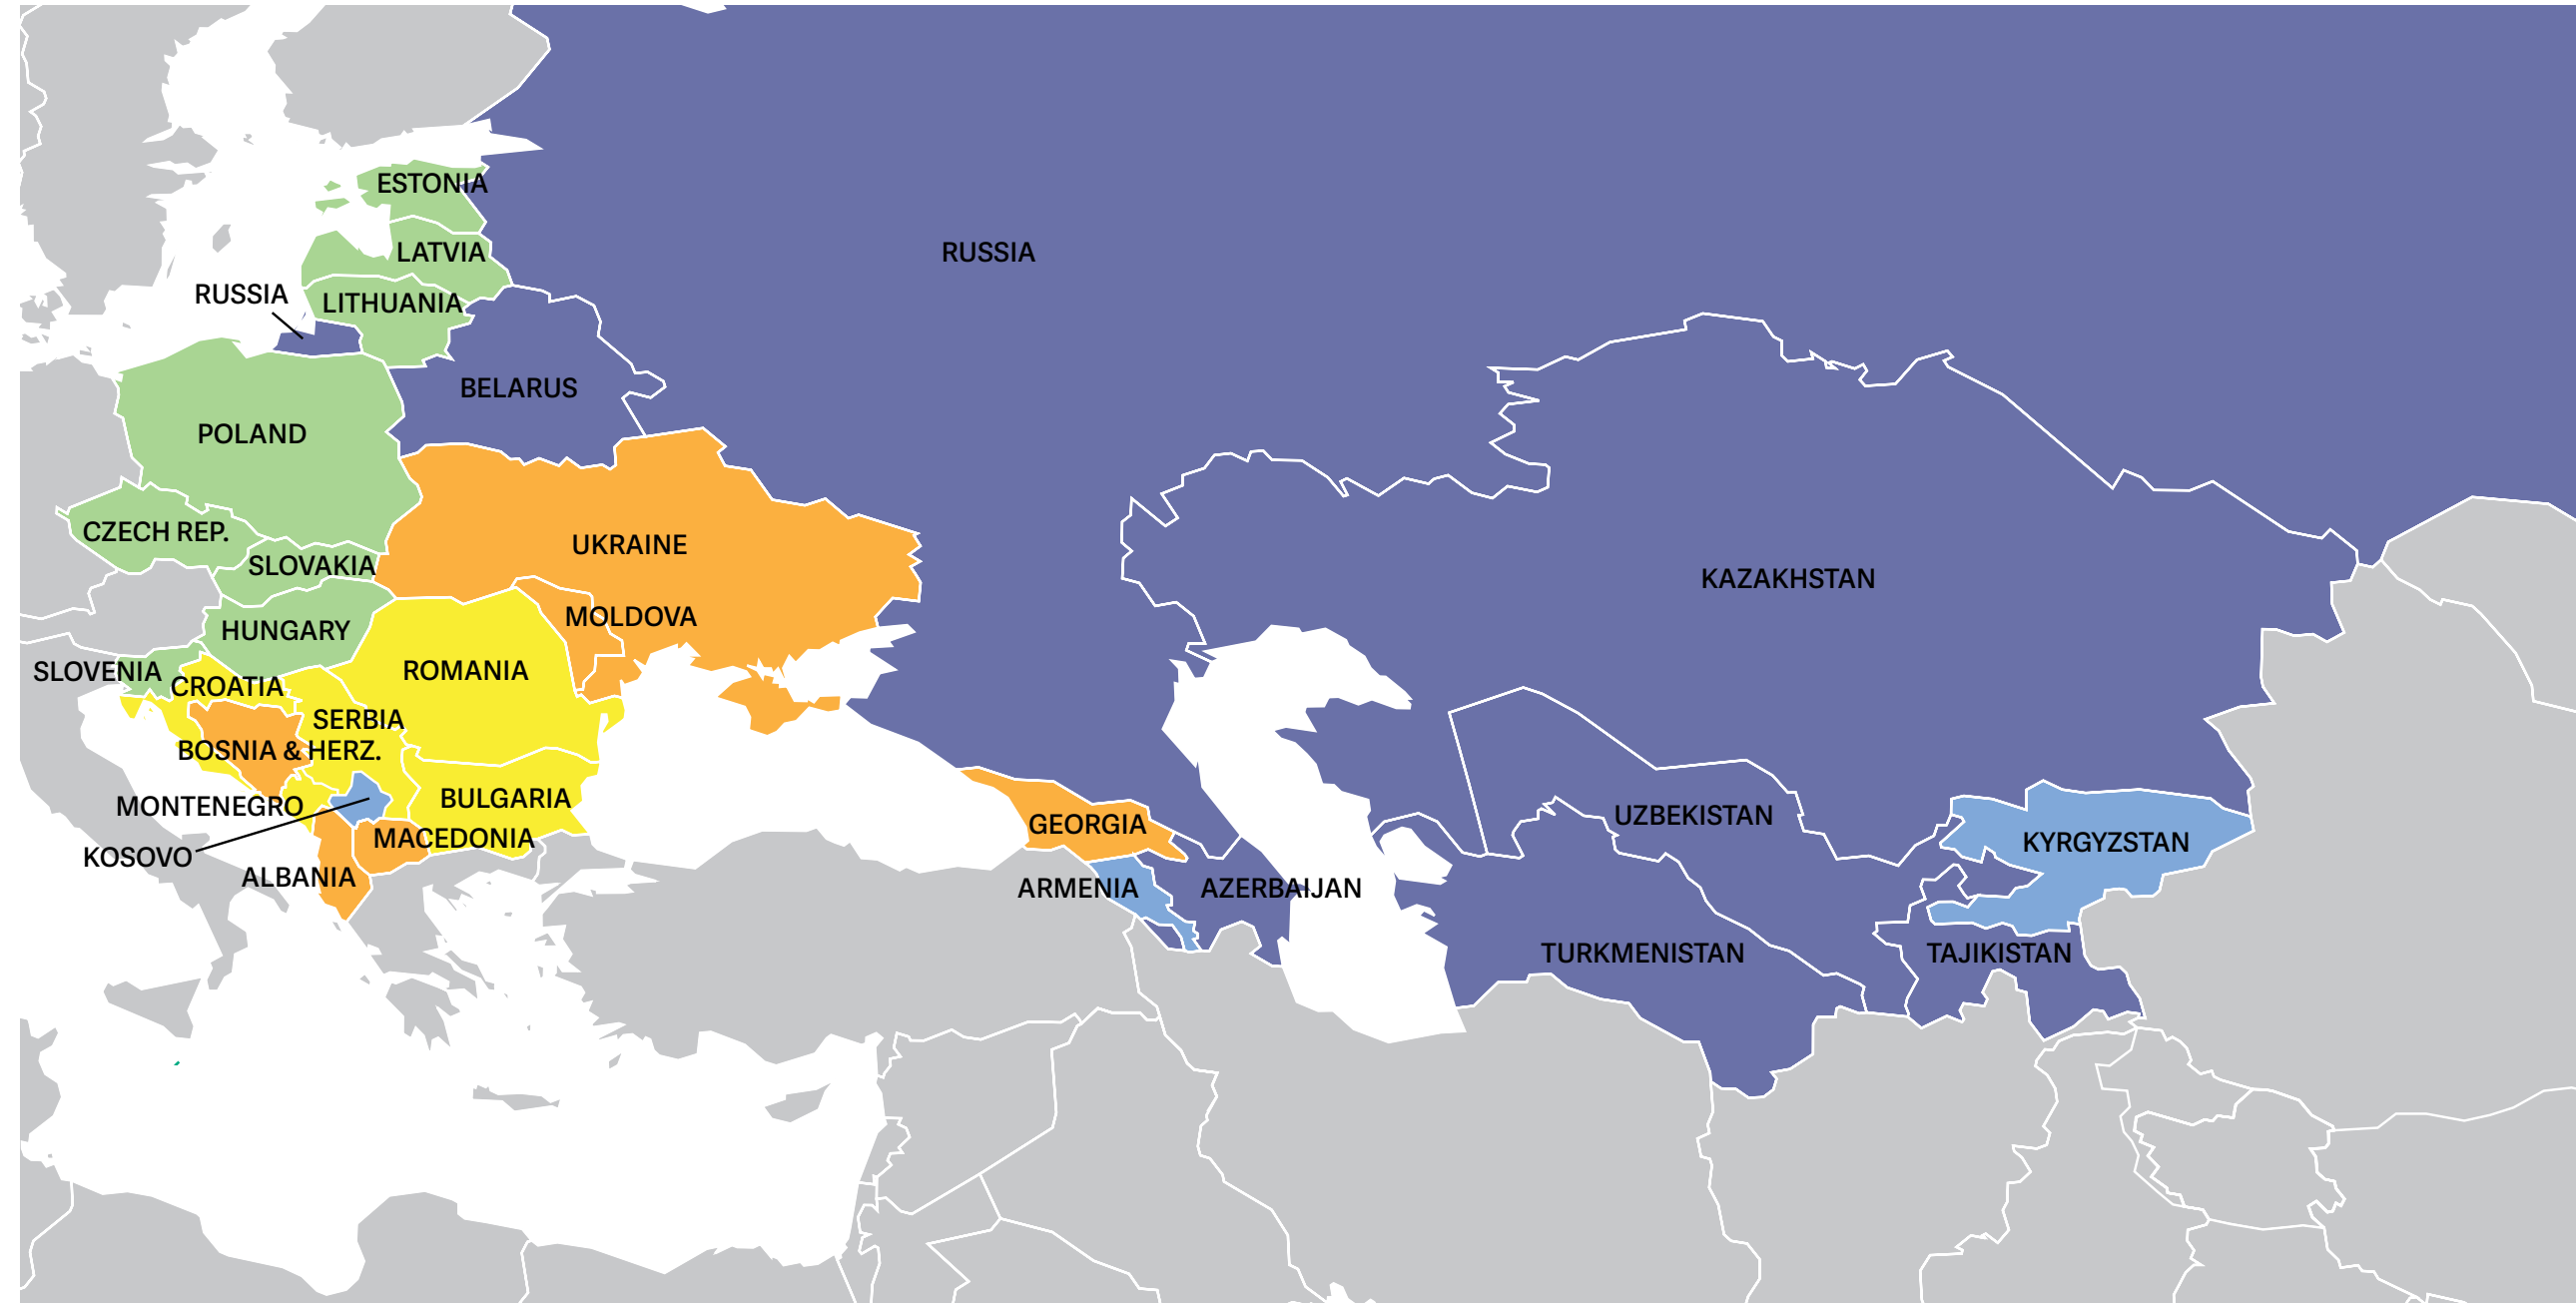 ESTONIA
LATVIA
RUSSIA
RUSSIA
LITHUANIA
BELARUS
POLAND
CZECH REP.
UKRAINE
SLOVAKIA
KAZAKHSTAN
MOLDOVA
HUNGARY
SLOVENIA
ROMANIA
CROATIA
SERBIA
BOSNIA & HERZ.
BULGARIA
MONTENEGRO
UZBEKISTAN
GEORGIA
MACEDONIA
KYRGYZSTAN
KOSOVO
ALBANIA
ARMENIA
AZERBAIJAN
TURKMENISTAN
TAJIKISTAN